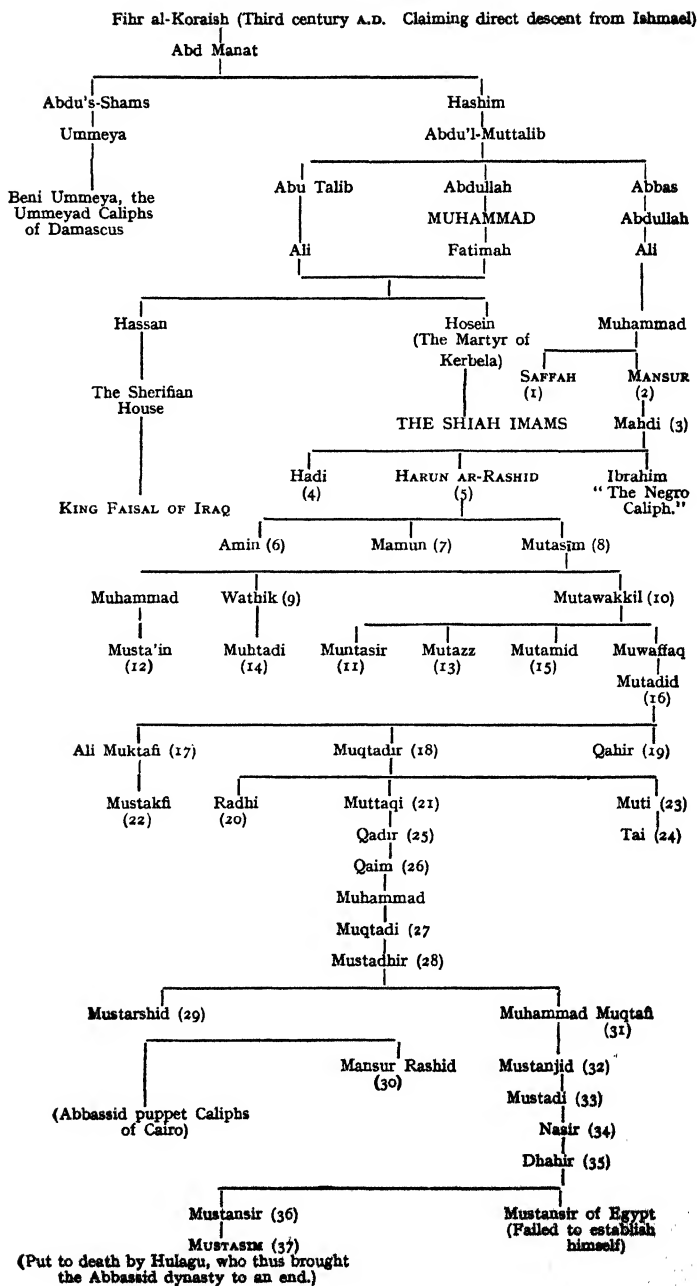 Fihr al-Koraish (Third century A.D. Claiming direct descent from Ishmael)
Abd Manat
Abdu's-Shams Hashim
Ummeya Abdu'l-Muttalib
Abu Talib Abdullah Abbas
Beni Ummeya, the
Ummeyad Caliphs
of Damascus
MUHAMMAD Abdullah
Ali Fatimah Ali
Hassan Hosein Muhammad
(The Martyr of
Kerbela)
SAFFAH MANSUR
(1) (2)
The Sherifian
House
THE SHIAH IMAMS Mahdi (3)
Hadi HARUN AR-RASHID Ibrahim
(4) (5) "The Negro
Caliph."
KING FAISAL OF IRAQ
Amin (6) Mamun (7) Mutasim (8)
Muhammad Wathik (9) Mutawakkil (10)
Musta'in Muhtadi Muntasir Mutazz Mutamid Muwaffaq
(12) (14) (11) (13) (15)
Mutadid
(16)
Ali Muktafi (17) Muqtadir (18) Qahir (19)
Mustakfi Radhi Muttaqi (21) Muti (23)
(22) (20)
Qadir (25) Tai (24)
Qaim (26)
Muhammad
Muqtadi (27
Mustadhir (28)
Mustarshid (29) Muhammad Muqtafi
(31)
Mansur Rashid Mustanjid (32)
(30)
Mustadi (33)
(Abbassid puppet Caliphs
of Cairo)
Nasir (34)
Dhahir (35)
Mustansir (36) Mustansir of Egypt
(Failed to establish
himself)
MUSTASIM (37)
(Put to death by Hulagu, who thus brought
the Abbassid dynasty to an end.)